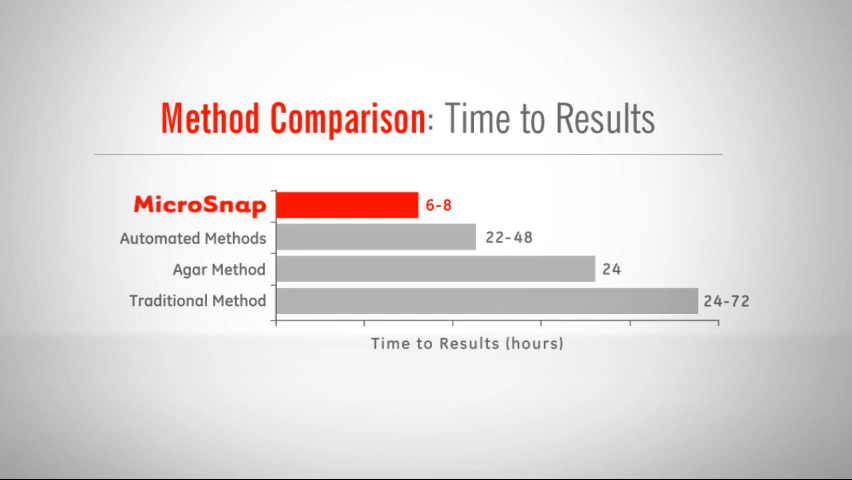 Method Comparison: Time to Results
MicroSnap 6-8
Automated Methods 22-48
Agar Method 24
Traditional Method 24-72
Time to Results (hours)